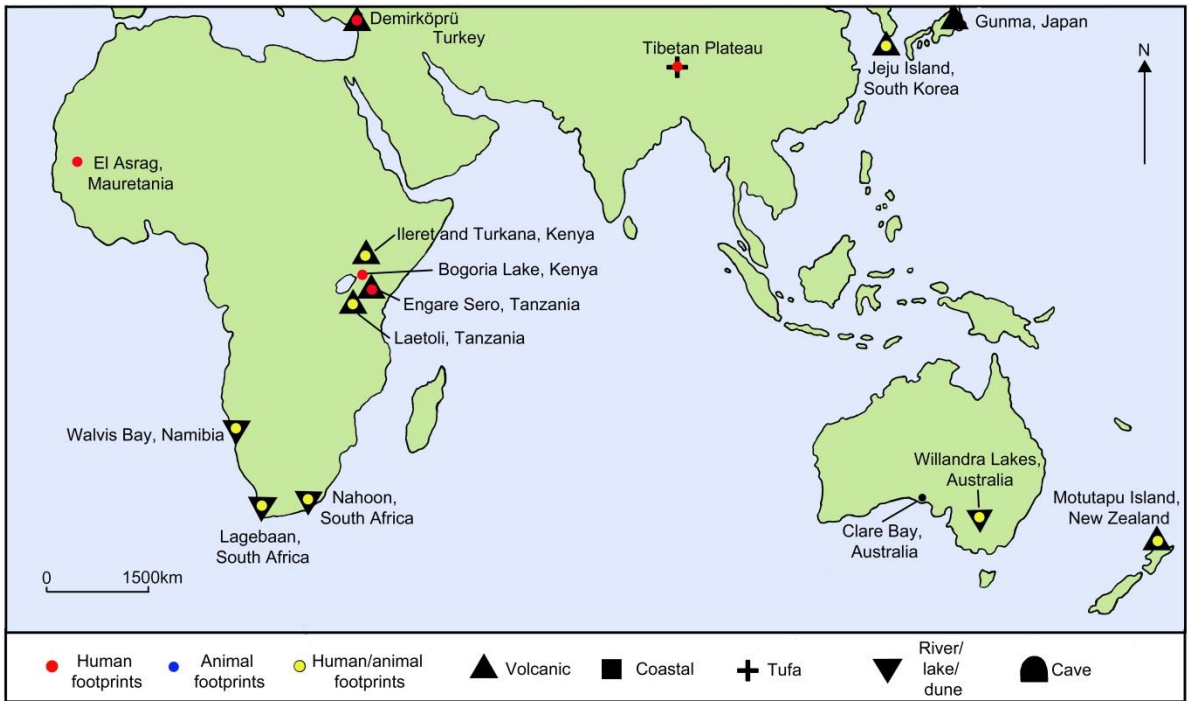 Demirköprü
Turkey
Gunma, Japan
Tibetan Plateau
Jeju Island,
South Korea
N
El Asrag,
Mauretania
Ileret and Turkana, Kenya
Bogoria Lake, Kenya
Engare Sero, Tanzania
Laetoli, Tanzania
Walvis Bay, Namibia
Nahoon,
South Africa
Lagebaan,
South Africa
Willandra Lakes,
Australia
Clare Bay,
Australia
Motutapu Island,
New Zealand
0 1500km
Human
footprints
Animal
footprints
Human/animal
footprints
Volcanic
Coastal
Tufa
River/
lake/
dune
Cave